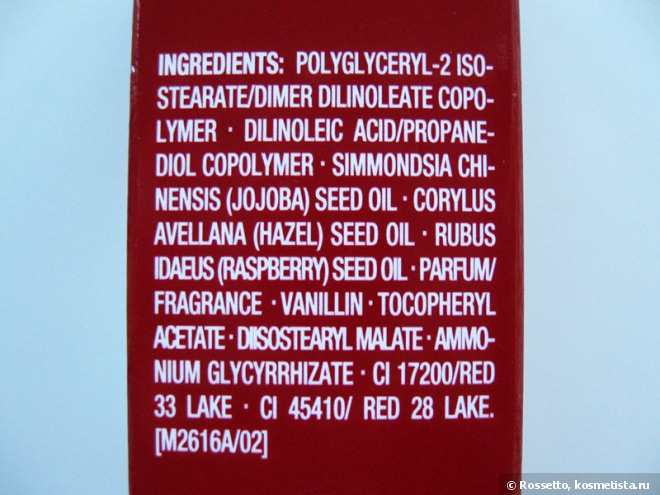 INGREDIENTS: POLYGLYCERYL-2 ISO-
STEARATE/DIMER DILINOLEATE COPO-
LYMER · DILINOLEIC ACID/PROPANE-
DIOL COPOLYMER · SIMMONDSIA CHI-
NENSIS (JOJOBA) SEED OIL · CORYLUS
AVELLANA (HAZEL) SEED OIL · RUBUS
IDAEUS (RASPBERRY) SEED OIL · PARFUM/
FRAGRANCE · VANILLIN · TOCOPHERYL
ACETATE · DIISOSTEARYL MALATE · AMMO-
NIUM GLYCYRRHIZATE · CI 17200/RED
33 LAKE · CI 45410/ RED 28 LAKE.
[M2616A/02]
© Rossetto, kosmetista.ru